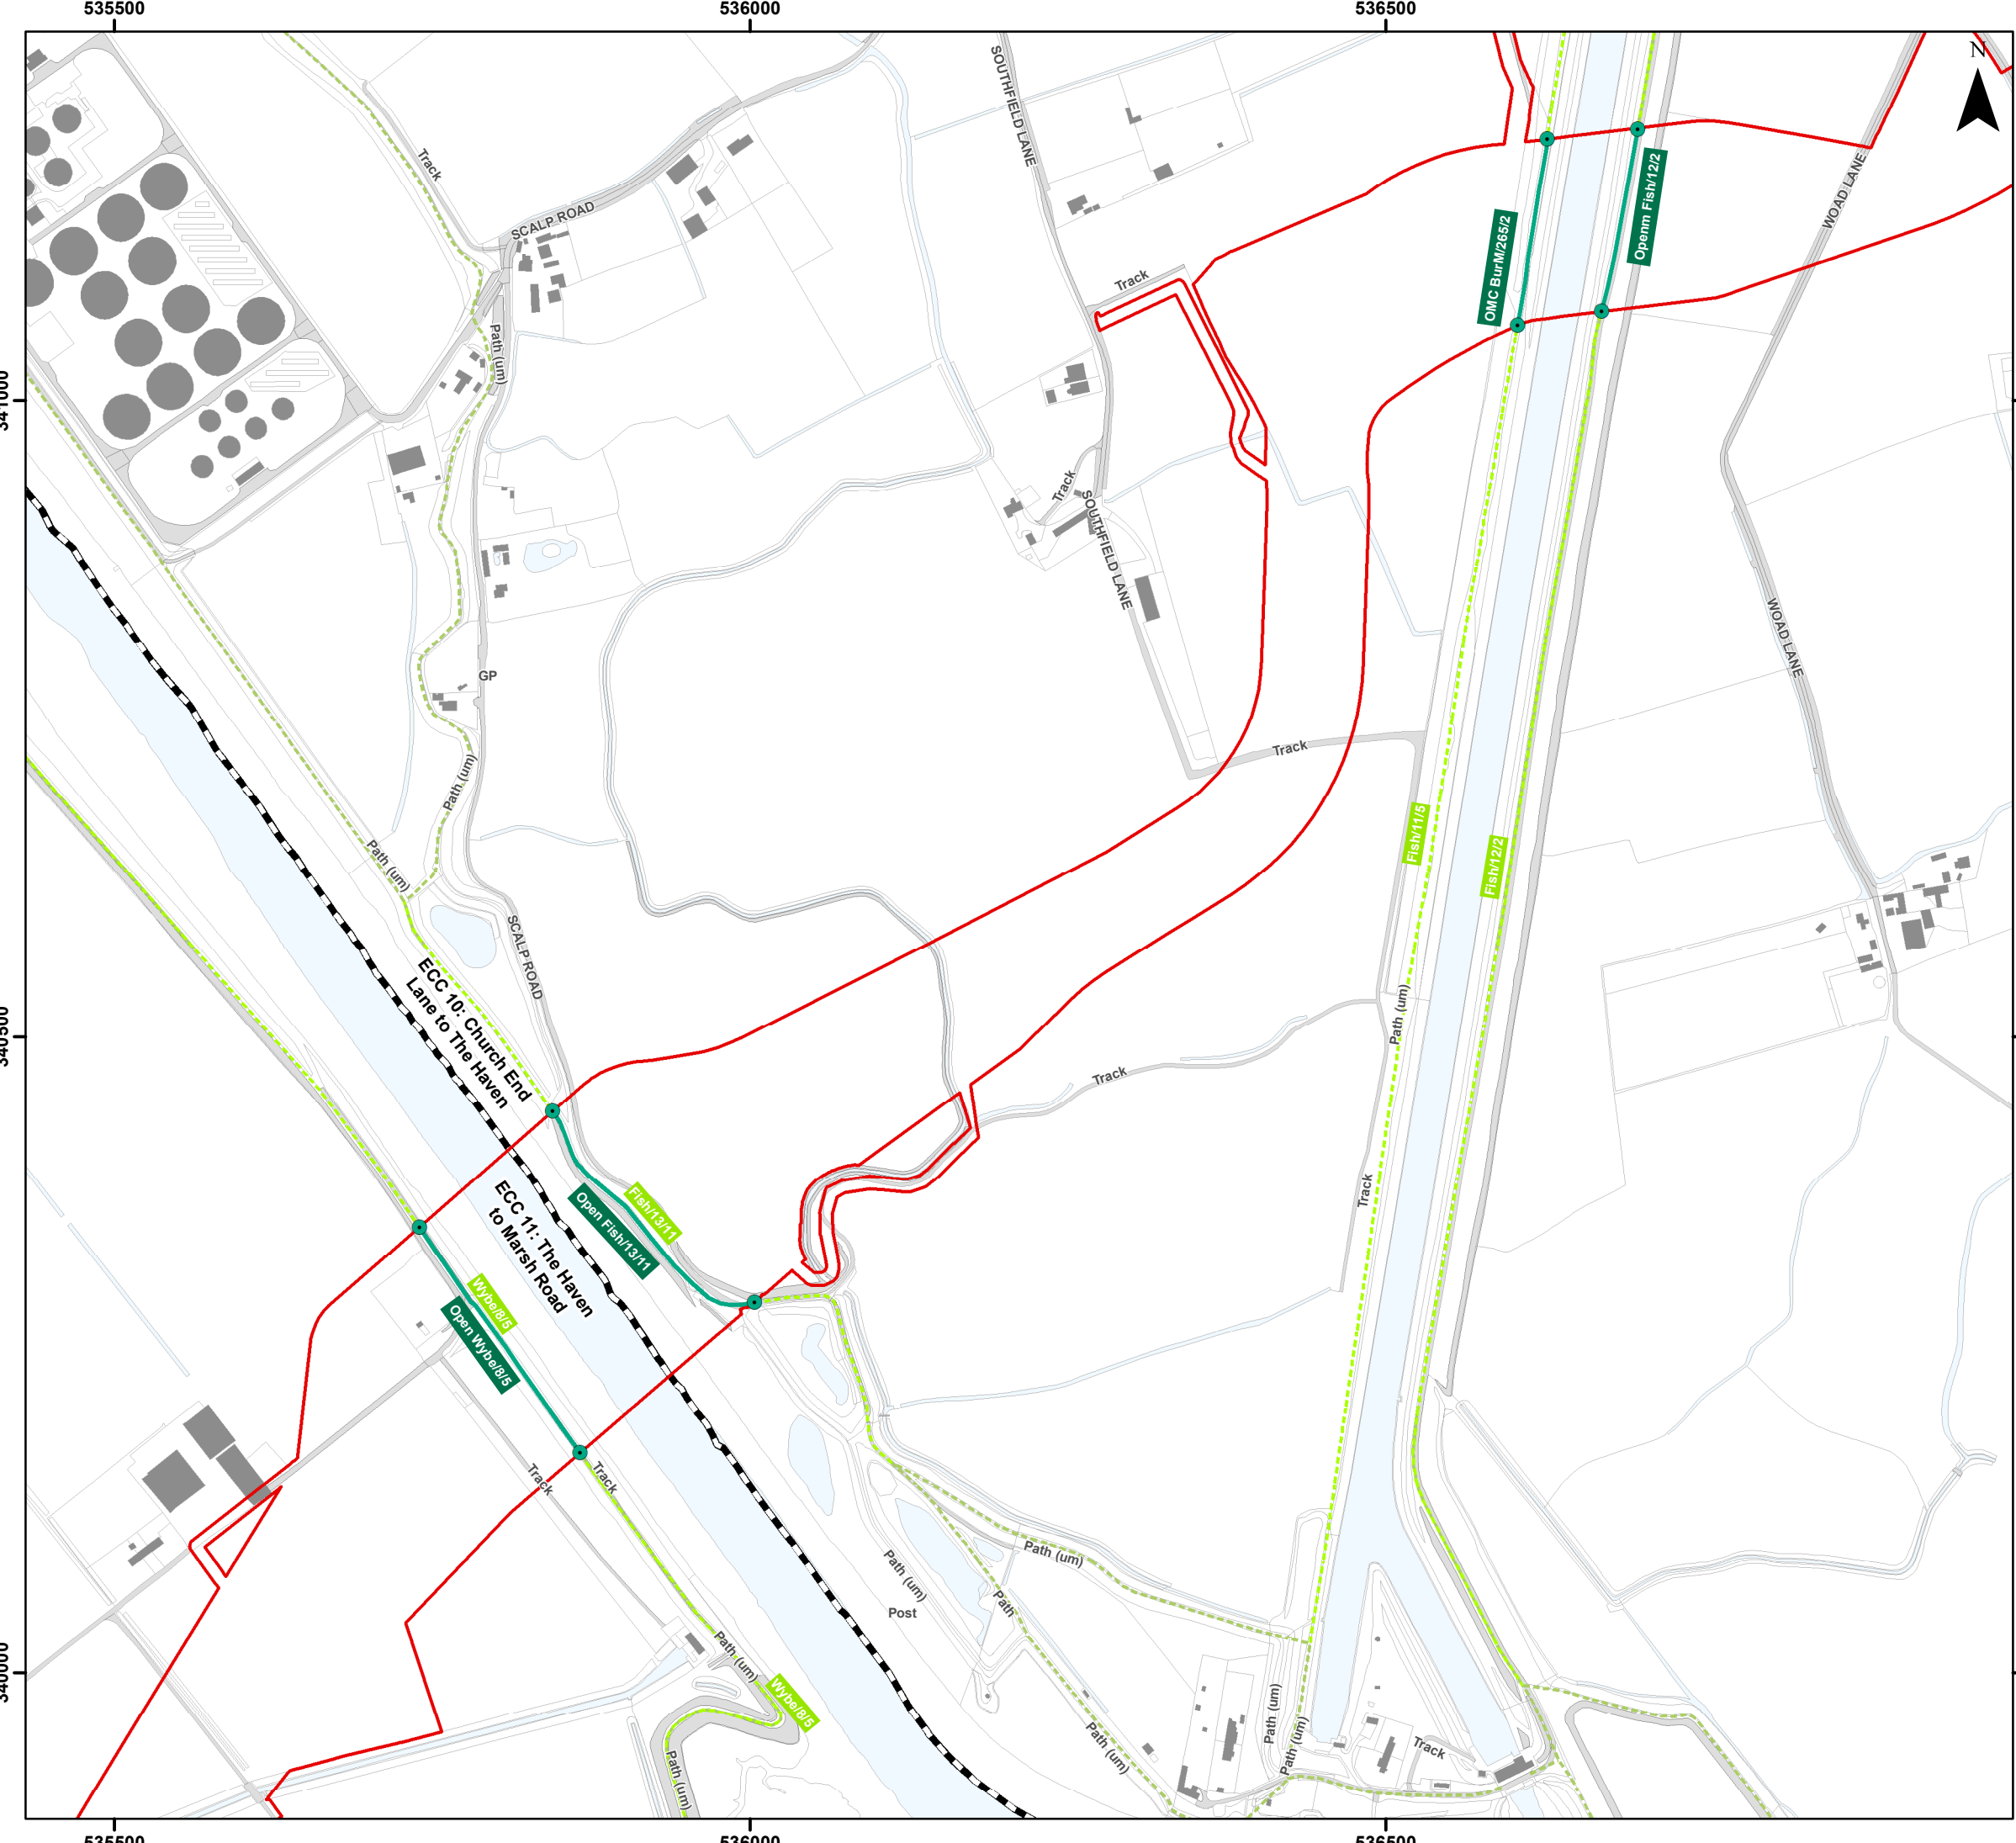 535500
536000
536500
N
SOUTHFIELD LANE
Track
SCALP ROAD
WOAD LANE
Openm Fish/12/2
OMC BurM/265/2
Track
Path (um)
Track
SOUTHFIELD LANE
WOAD LANE
GP
Track
Path (um)
Fish/11/5
Fish/12/2
Path (um)
SCALP ROAD
ECC 10: Church End
Lane to The Haven
Path (um)
Track
ECC 11: The Haven
to Marsh Road
Fish/13/11
Open Fish/13/11
Track
Wybe/8/5
Open Wybe/8/5
Track
Track
Path (um)
Path (um)
Path
Post
Path (um)
Wybe/8/5
Path (um)
Path (um)
Path (um)
Path (um)
Track
535500
536000
536500